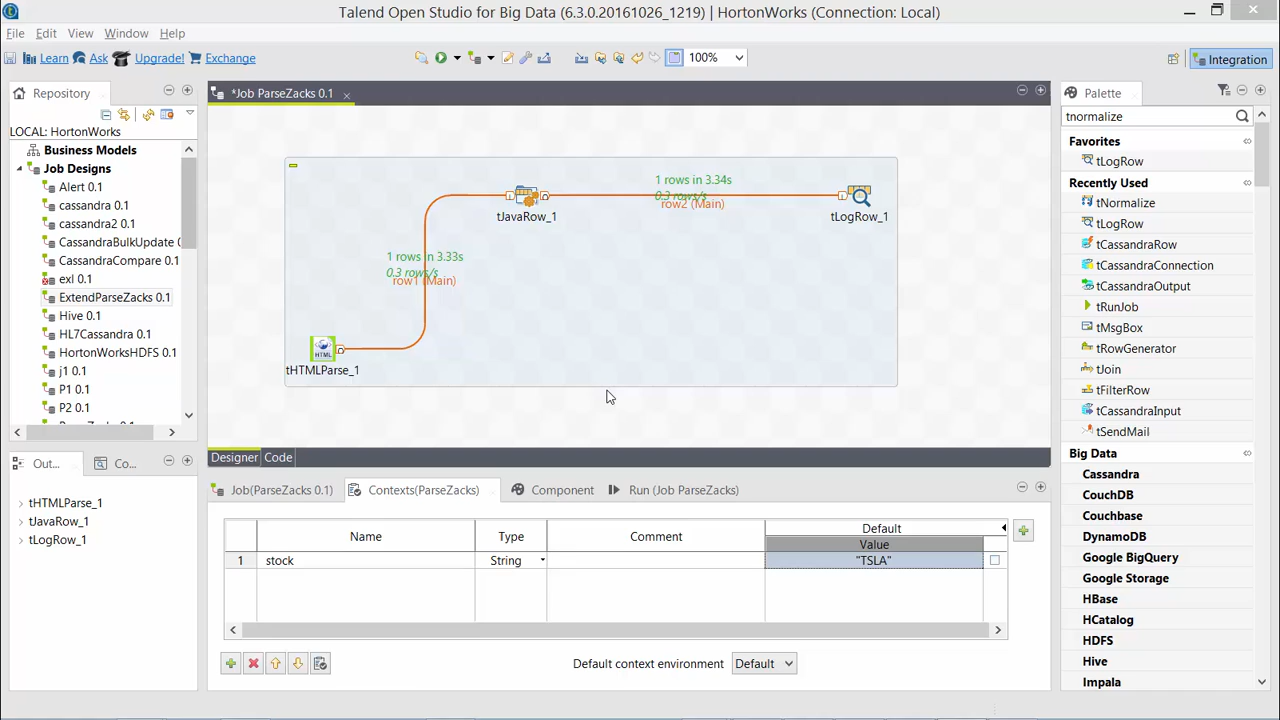 Talend Open Studio for Big Data (6.3.0.20161026_1219) | HortonWorks (Connection: Local)
File Edit View Window Help
Learn Ask Upgrade! Exchange
100%
Integration
Repository
LOCAL: HortonWorks
Business Models
Job Designs
Alert 0.1
cassandra 0.1
cassandra2 0.1
CassandraBulkUpdate 0
CassandraCompare 0.1
exl 0.1
ExtendParseZacks 0.1
Hive 0.1
HL7Cassandra 0.1
HortonWorksHDFS 0.1
j1 0.1
P1 0.1
P2 0.1
Out...
Co...
tHTMLParse_1
tJavaRow_1
tLogRow_1
*Job ParseZacks 0.1
1 rows in 3.34s
0.3 rows/s
row2 (Main)
tJavaRow_1
tLogRow_1
1 rows in 3.33s
0.3 rows/s
row1 (Main)
HTML
tHTMLParse_1
Designer Code
Job(ParseZacks 0.1)
Contexts(ParseZacks)
Component
Run (Job ParseZacks)
Name Type Comment Default
Value
1 stock String "TSLA"
Default context environment Default
Palette
tnormalize
Favorites
tLogRow
Recently Used
tNormalize
tLogRow
tCassandraRow
tCassandraConnection
tCassandraOutput
tRunJob
tMsgBox
tRowGenerator
tJoin
tFilterRow
tCassandraInput
tSendMail
Big Data
Cassandra
CouchDB
Couchbase
DynamoDB
Google BigQuery
Google Storage
HBase
HCatalog
HDFS
Hive
Impala